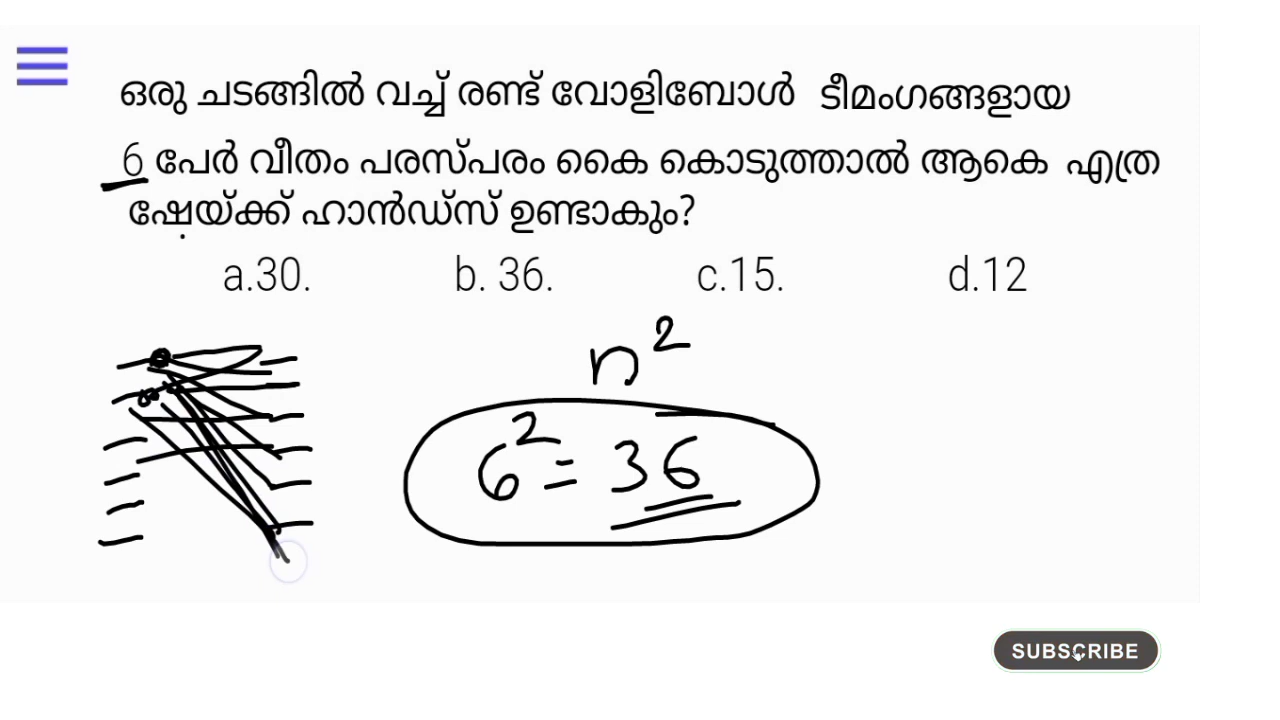 ഒരു ചടങ്ങിൽ വച്ച് രണ്ട് വോളിബോൾ ടീമംഗങ്ങളായ
6 പേർ വീതം പരസ്പരം കൈ കൊടുത്താൽ ആകെ എത്ര
ഷേയ്ക്ക് ഹാൻഡ്സ് ഉണ്ടാകും?
a.30. b. 36. c.15. d.12
n²
6² = 36
SUBSCRIBE